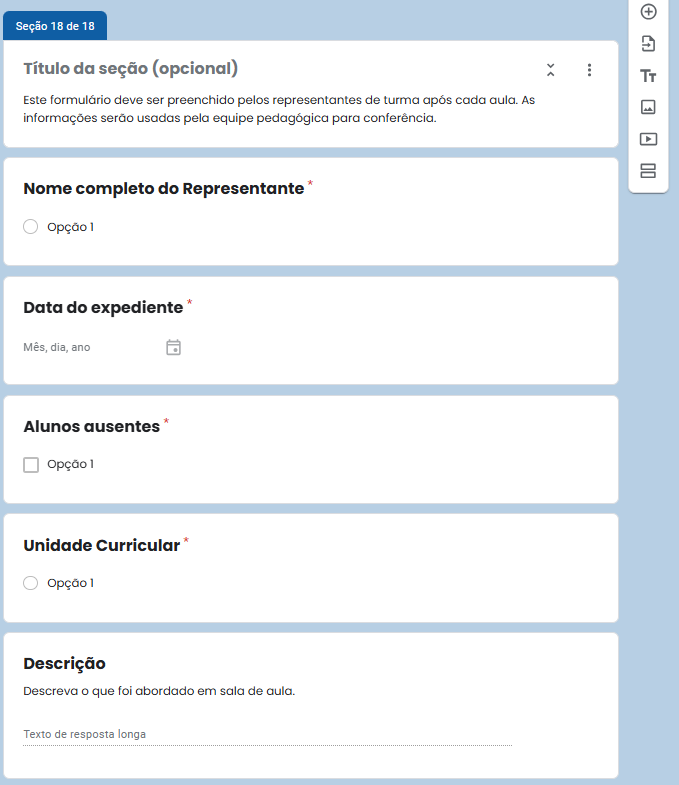 Seção 18 de 18
Título da seção (opcional)
Este formulário deve ser preenchido pelos representantes de turma após cada aula. As
informações serão usadas pela equipe pedagógica para conferência.
Nome completo do Representante *
Opção 1
Data do expediente *
Mês, dia, ano
Alunos ausentes *
Opção 1
Unidade Curricular *
Opção 1
Descrição
Descreva o que foi abordado em sala de aula.
Texto de resposta longa